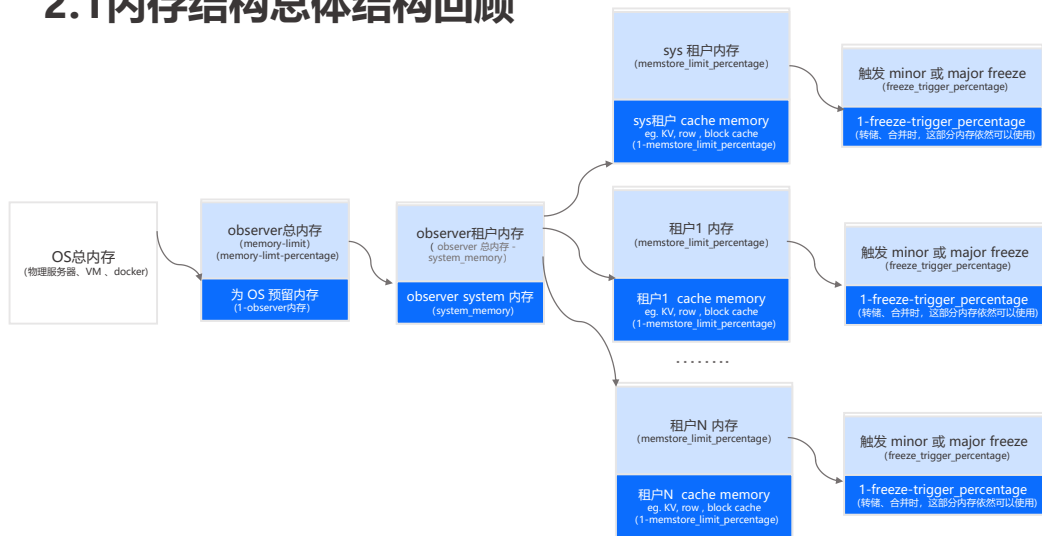 2.1内存结构总体结构回顾
OS总内存
(物理服务器、VM 、docker)
observer总内存
(memory-limit)
(memory-limt-percentage)
为 OS 预留内存
(1-observer内存)
observer租户内存
( observer 总内存 -
system_memory)
observer system 内存
(system_memory)
sys 租户内存
(memstore_limit_percentage)
sys租户 cache memory
eg. KV, row , block cache
(1-memstore_limit_percentage)
触发 minor 或 major freeze
(freeze_trigger_percentage)
1-freeze-trigger_percentage
(转储、合并时，这部分内存依然可以使用)
租户1 内存
(memstore_limit_percentage)
租户1 cache memory
eg. KV, row , block cache
(1-memstore_limit_percentage)
触发 minor 或 major freeze
(freeze_trigger_percentage)
1-freeze-trigger_percentage
(转储、合并时，这部分内存依然可以使用)
........
租户N 内存
(memstore_limit_percentage)
租户N cache memory
eg. KV, row , block cache
(1-memstore_limit_percentage)
触发 minor 或 major freeze
(freeze_trigger_percentage)
1-freeze-trigger_percentage
(转储、合并时，这部分内存依然可以使用)